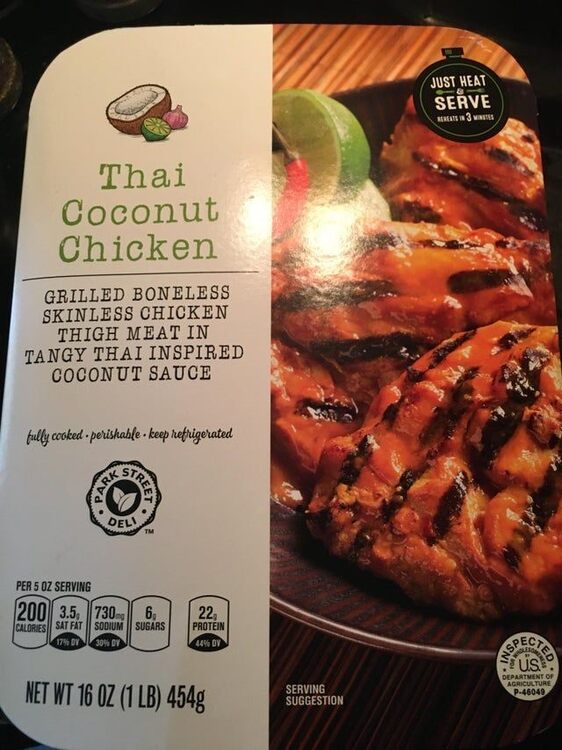 JUST HEAT
&
SERVE
REHEATS IN 3 MINUTES
Thai
Coconut
Chicken
GRILLED BONELESS
SKINLESS CHICKEN
THIGH MEAT IN
TANGY THAI INSPIRED
COCONUT SAUCE
fully cooked • perishable • keep refrigerated
PARK STREET
DELI
TM
PER 5 OZ SERVING
200
CALORIES
3.5g
SAT FAT
17% DV
730mg
SODIUM
30% DV
6g
SUGARS
22g
PROTEIN
44% DV
NET WT 16 OZ (1 LB) 454g
SERVING
SUGGESTION
INSPECTED
FOR WHOLESOMENESS
BY
U.S.
DEPARTMENT OF
AGRICULTURE
P-46049